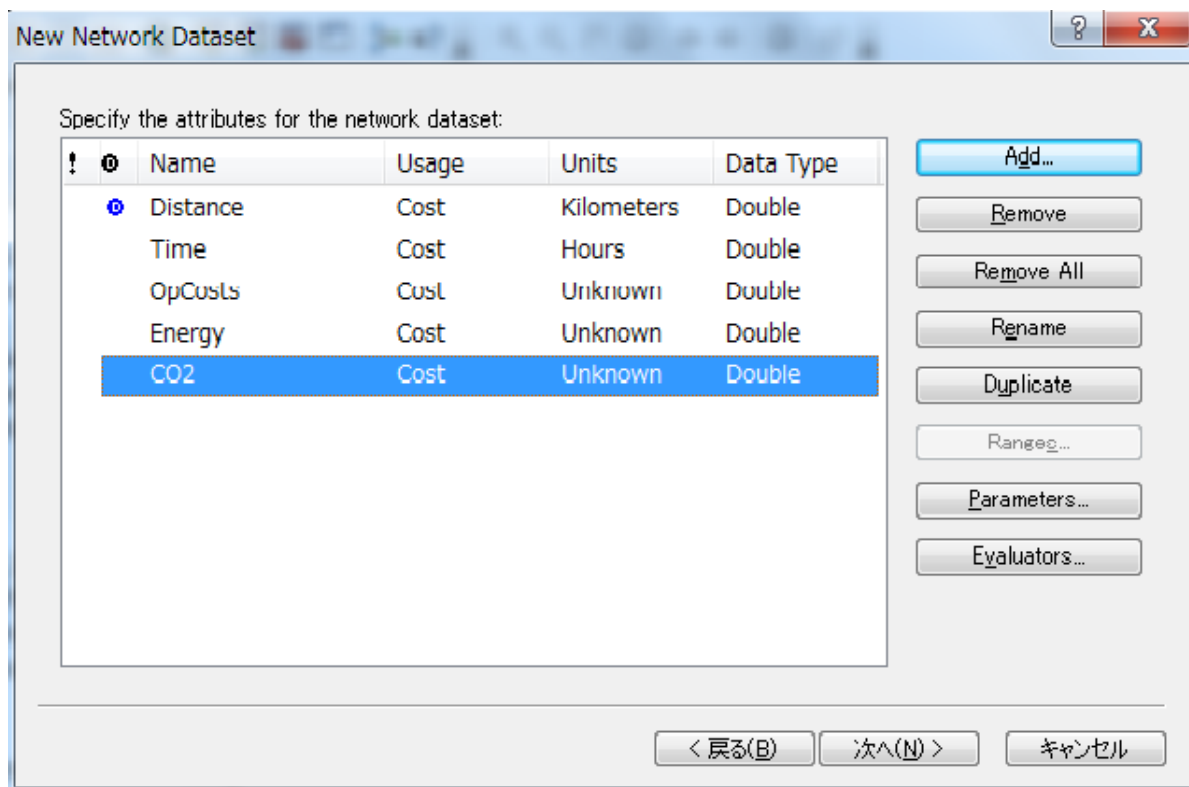 New Network Dataset
Specify the attributes for the network dataset:
! D Name Usage Units Data Type
D Distance Cost Kilometers Double
Time Cost Hours Double
OpCosts Cost Unknown Double
Energy Cost Unknown Double
CO2 Cost Unknown Double
Add...
Remove
Remove All
Rename
Duplicate
Ranges...
Parameters...
Evaluators...
< 戻る(B) 次へ(N) > キャンセル